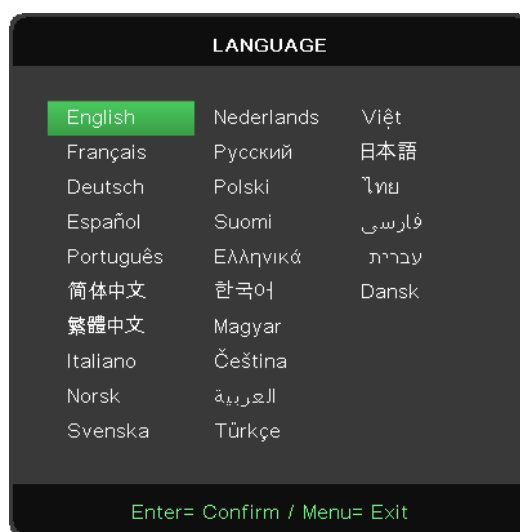 LANGUAGE
English
Français
Deutsch
Español
Português
简体中文
繁體中文
Italiano
Norsk
Svenska
Nederlands
Русский
Polski
Suomi
Ελληνικά
한국어
Magyar
Čeština
العربية
Türkçe
Việt
日本語
ไทย
فارسی
עברית
Dansk
Enter= Confirm / Menu= Exit